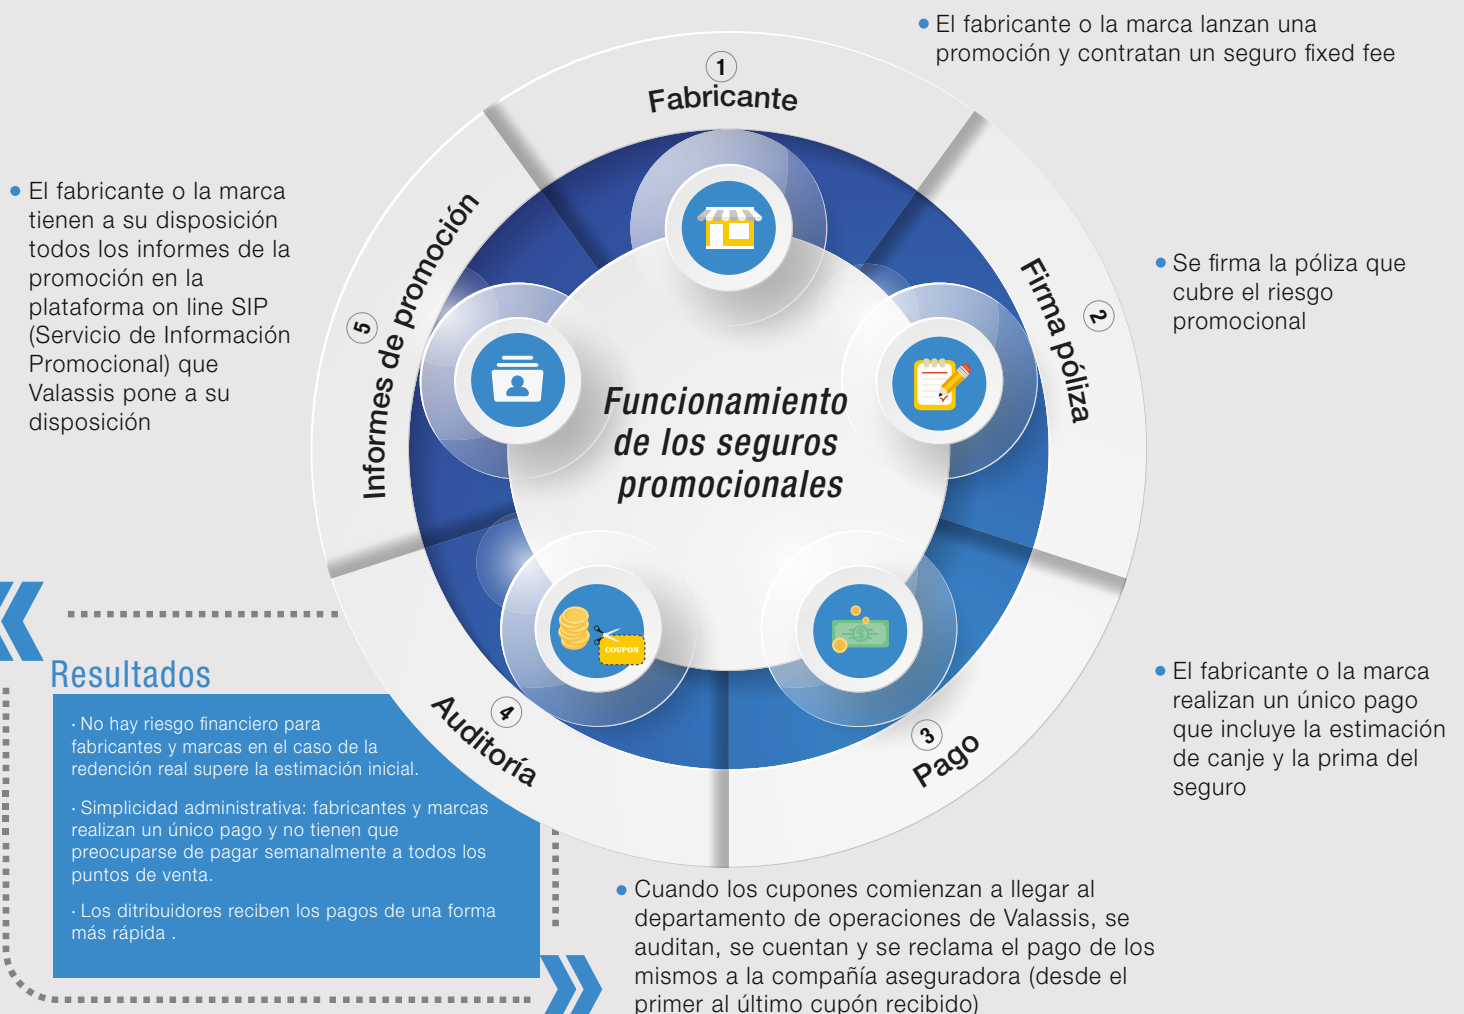 El fabricante o la marca lanzan una
promoción y contratan un seguro fixed fee
1
Fabricante
Firma póliza
2
Se firma la póliza que
cubre el riesgo
promocional
3
Pago
El fabricante o la marca
realizan un único pago
que incluye la estimación
de canje y la prima del
seguro
4
Auditoría
COUPON
Cuando los cupones comienzan a llegar al
departamento de operaciones de Valassis, se
auditan, se cuentan y se reclama el pago de los
mismos a la compañía aseguradora (desde el
primer al último cupón recibido)
5
Informes de promoción
El fabricante o la marca
tienen a su disposición
todos los informes de la
promoción en la
plataforma on line SIP
(Servicio de Información
Promocional) que
Valassis pone a su
disposición
Funcionamiento
de los seguros
promocionales
Resultados
· No hay riesgo financiero para
fabricantes y marcas en el caso de la
redención real supere la estimación inicial.
· Simplicidad administrativa: fabricantes y marcas
realizan un único pago y no tienen que
preocuparse de pagar semanalmente a todos los
puntos de venta.
· Los ditribuidores reciben los pagos de una forma
más rápida .